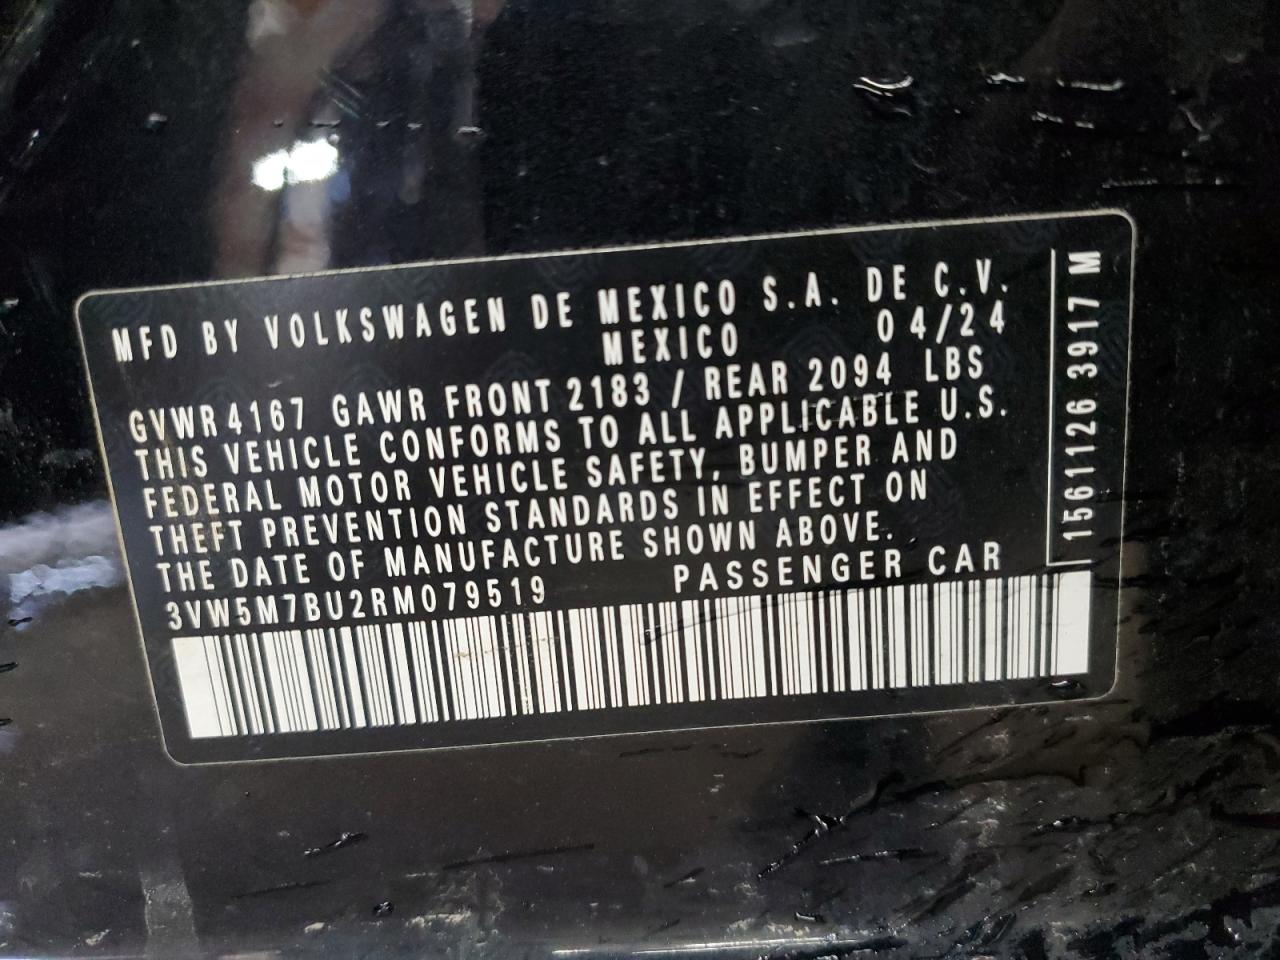 MFD BY VOLKSWAGEN DE MEXICO S.A. DE C.V.
MEXICO 04/24
GVWR 4167 GAWR FRONT 2183 / REAR 2094 LBS
THIS VEHICLE CONFORMS TO ALL APPLICABLE U.S.
FEDERAL MOTOR VEHICLE SAFETY, BUMPER AND
THEFT PREVENTION STANDARDS IN EFFECT ON
THE DATE OF MANUFACTURE SHOWN ABOVE.
3VW5M7BU2RM079519 PASSENGER CAR
1561126 3917 M